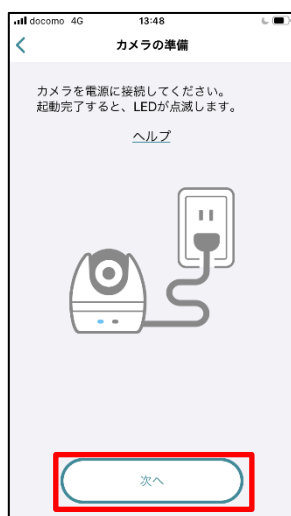 docomo 4G 13:48
カメラの準備
カメラを電源に接続してください。
起動完了すると、LEDが点滅します。
ヘルプ
次へ